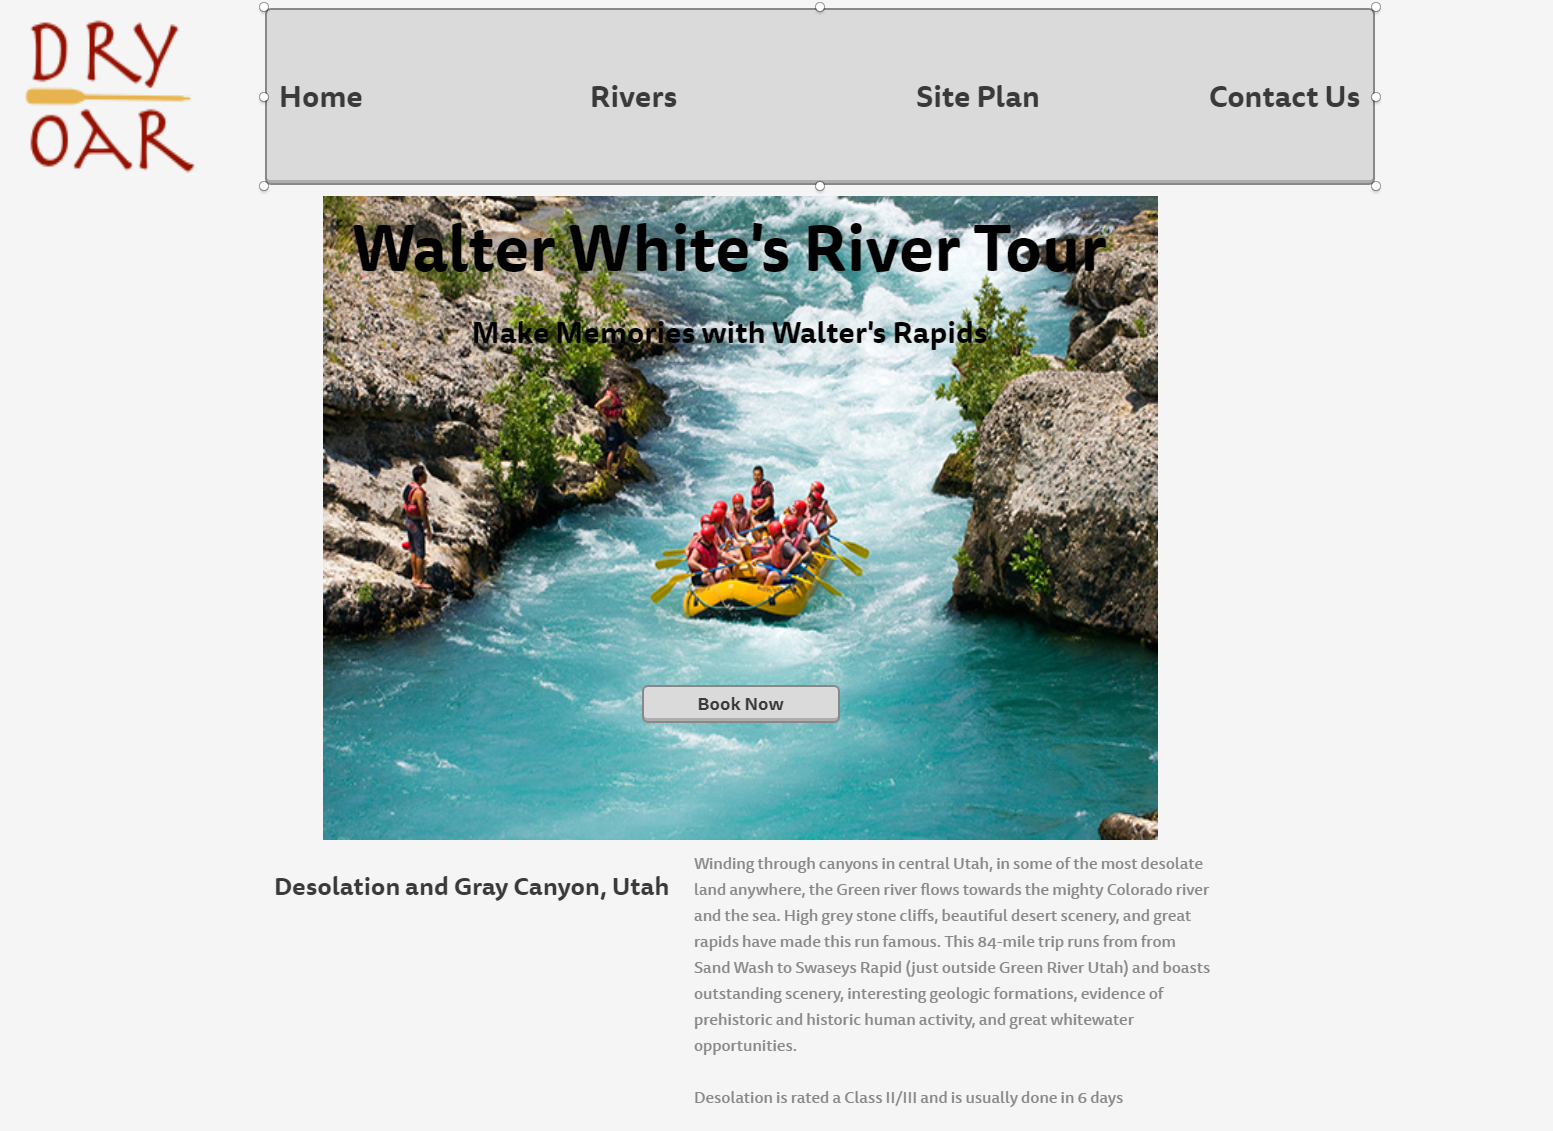 DRY
OAR
Home Rivers Site Plan Contact Us
Walter White's River Tour
Make Memories with Walter's Rapids
Book Now
Desolation and Gray Canyon, Utah
Winding through canyons in central Utah, in some of the most desolate
land anywhere, the Green river flows towards the mighty Colorado river
and the sea. High grey stone cliffs, beautiful desert scenery, and great
rapids have made this run famous. This 84-mile trip runs from from
Sand Wash to Swaseys Rapid (just outside Green River Utah) and boasts
outstanding scenery, interesting geologic formations, evidence of
prehistoric and historic human activity, and great whitewater
opportunities.
Desolation is rated a Class II/III and is usually done in 6 days